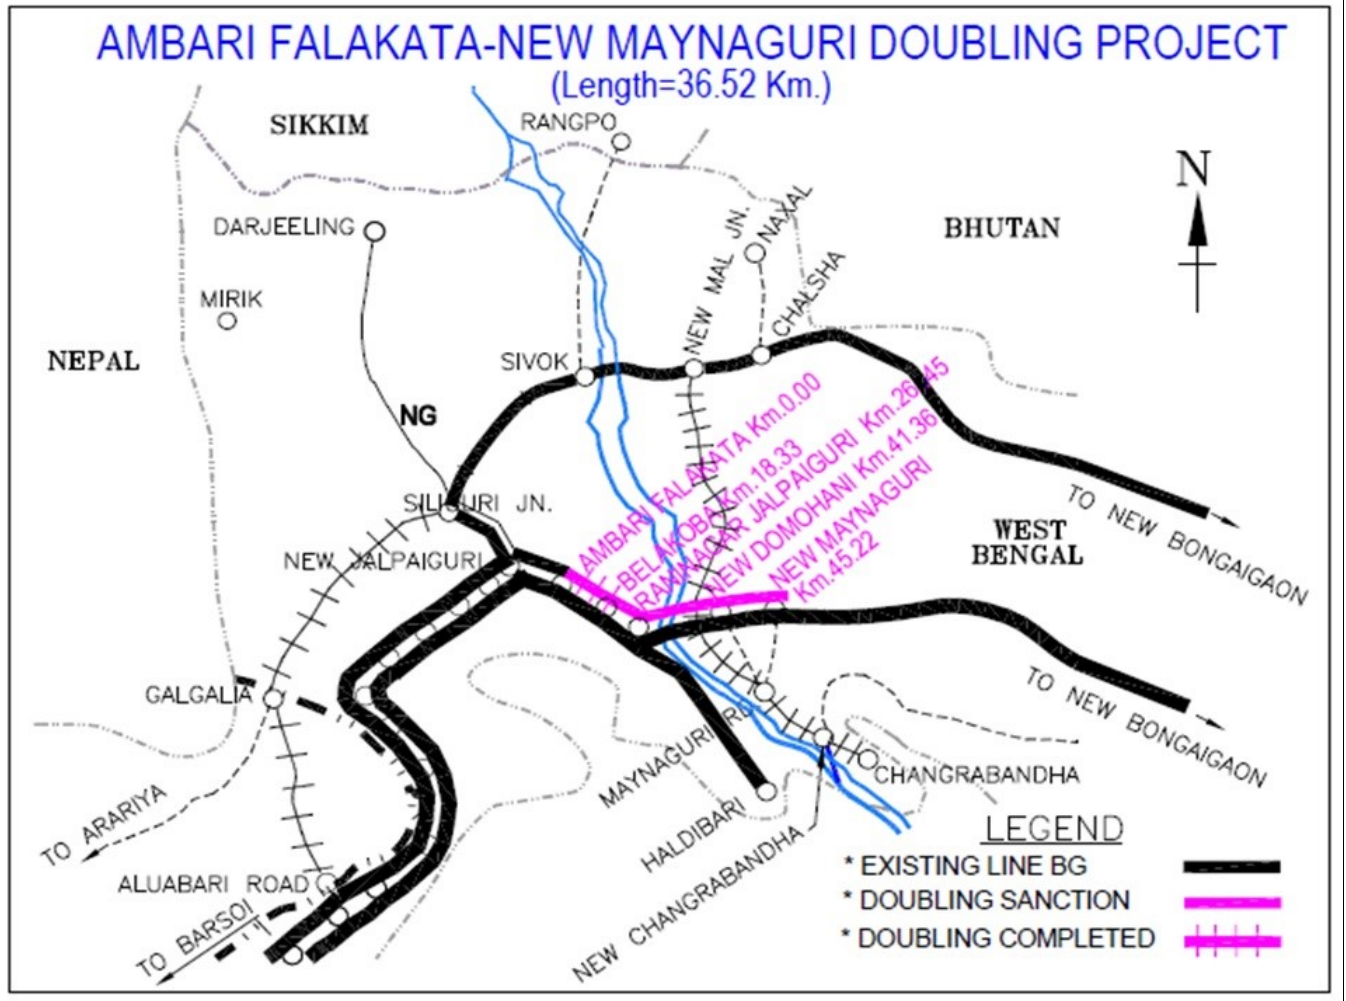 AMBARI FALAKATA-NEW MAYNAGURI DOUBLING PROJECT
(Length=36.52 Km.)
SIKKIM
RANGPO
N
DARJEELING
NEW MAL JN.
NAXAL
BHUTAN
MIRIK
CHALSHA
NEPAL
SIVOK
NG
AMBARI FALAKATA Km.0.00
BELAKOBA Km.18.33
RANINAGAR JALPAIGURI Km.26.45
NEW DOMOHANI Km.41.36
NEW MAYNAGURI
Km.45.22
SILIGURI JN.
NEW JALPAIGURI
TO NEW BONGAIGAON
WEST
BENGAL
TO NEW BONGAIGAON
GALGALIA
MAYNAGURI RD
CHANGRABANDHA
TO ARARIYA
HALDIBARI
NEW CHANGRABANDHA
ALUABARI ROAD
TO BARSOI
LEGEND
* EXISTING LINE BG
* DOUBLING SANCTION
* DOUBLING COMPLETED